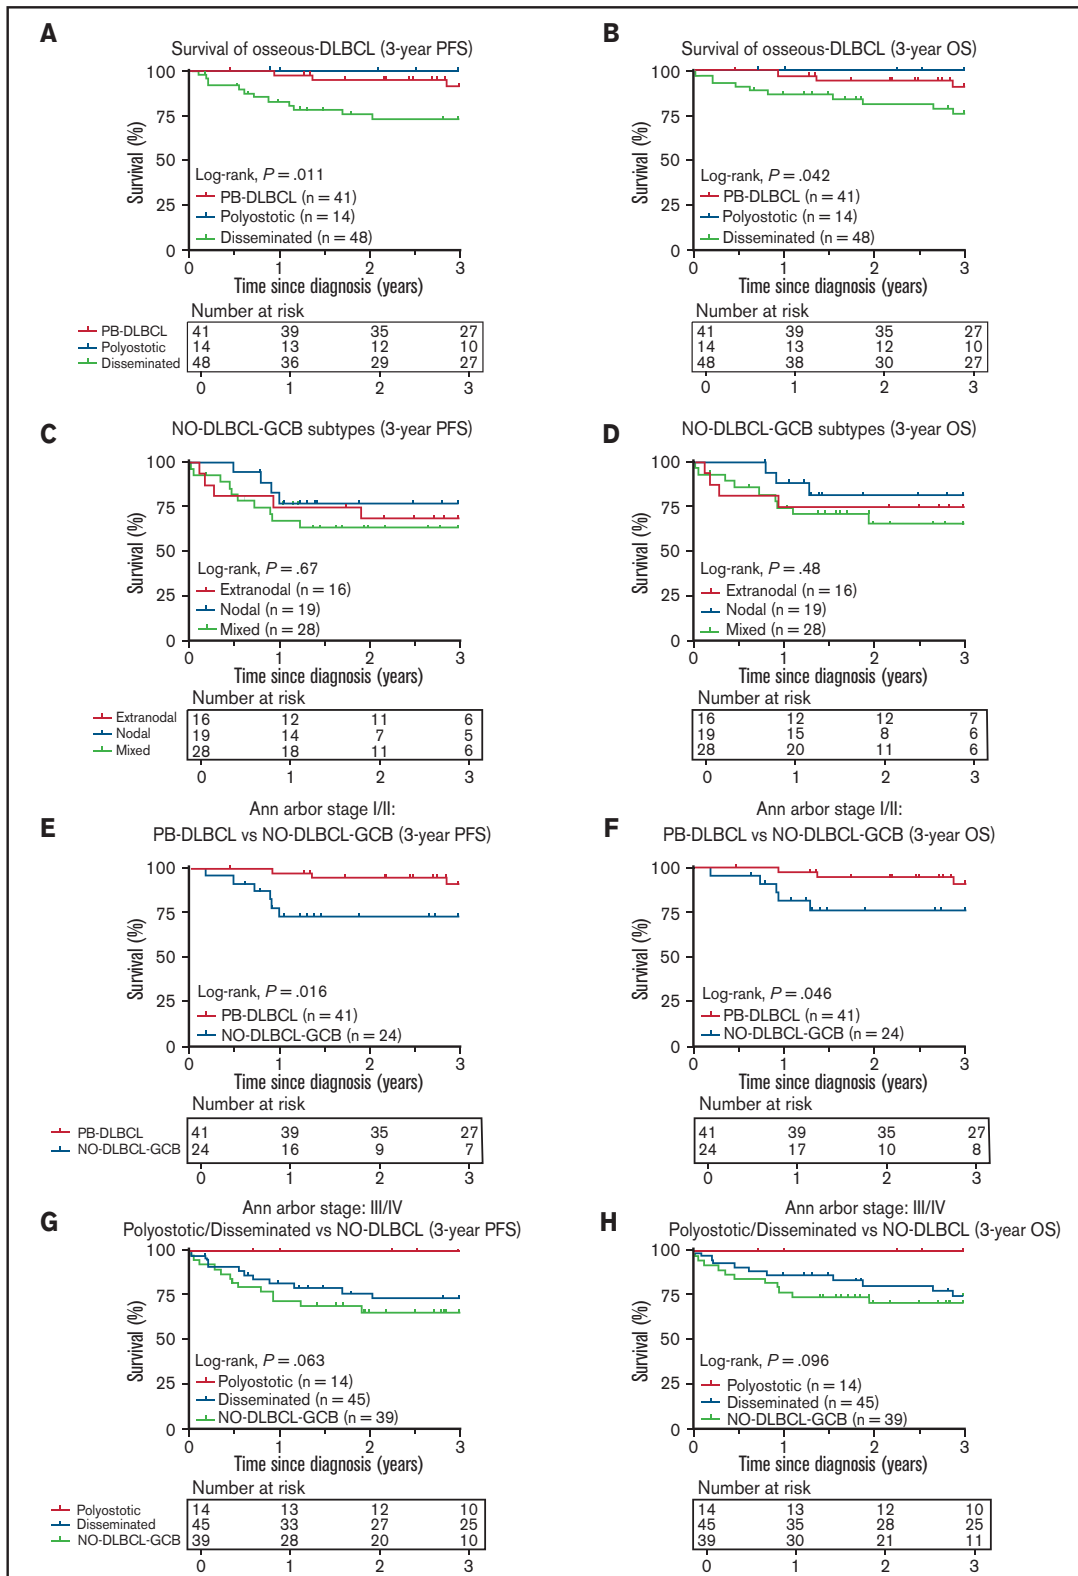 A
Survival of osseous-DLBCL (3-year PFS)
Survival (%)
100
75
50
25
0
Log-rank, P = .011
PB-DLBCL (n = 41)
Polyostotic (n = 14)
Disseminated (n = 48)
0 1 2 3
Time since diagnosis (years)
Number at risk
PB-DLBCL 41 39 35 27
Polyostotic 14 13 12 10
Disseminated 48 36 29 27
0 1 2 3
B
Survival of osseous-DLBCL (3-year OS)
Survival (%)
100
75
50
25
0
Log-rank, P = .042
PB-DLBCL (n = 41)
Polyostotic (n = 14)
Disseminated (n = 48)
0 1 2 3
Time since diagnosis (years)
Number at risk
41 39 35 27
14 13 12 10
48 38 30 27
0 1 2 3
C
NO-DLBCL-GCB subtypes (3-year PFS)
Survival (%)
100
75
50
25
0
Log-rank, P = .67
Extranodal (n = 16)
Nodal (n = 19)
Mixed (n = 28)
0 1 2 3
Time since diagnosis (years)
Number at risk
Extranodal 16 12 11 6
Nodal 19 14 7 5
Mixed 28 18 11 6
0 1 2 3
D
NO-DLBCL-GCB subtypes (3-year OS)
Survival (%)
100
75
50
25
0
Log-rank, P = .48
Extranodal (n = 16)
Nodal (n = 19)
Mixed (n = 28)
0 1 2 3
Time since diagnosis (years)
Number at risk
16 12 12 7
19 15 8 6
28 20 11 6
0 1 2 3
E
Ann arbor stage I/II:
PB-DLBCL vs NO-DLBCL-GCB (3-year PFS)
Survival (%)
100
75
50
25
0
Log-rank, P = .016
PB-DLBCL (n = 41)
NO-DLBCL-GCB (n = 24)
0 1 2 3
Time since diagnosis (years)
Number at risk
PB-DLBCL 41 39 35 27
NO-DLBCL-GCB 24 16 9 7
0 1 2 3
F
Ann arbor stage I/II:
PB-DLBCL vs NO-DLBCL-GCB (3-year OS)
Survival (%)
100
75
50
25
0
Log-rank, P = .046
PB-DLBCL (n = 41)
NO-DLBCL-GCB (n = 24)
0 1 2 3
Time since diagnosis (years)
Number at risk
41 39 35 27
24 17 10 8
0 1 2 3
G
Ann arbor stage: III/IV
Polyostotic/Disseminated vs NO-DLBCL (3-year PFS)
Survival (%)
100
75
50
25
0
Log-rank, P = .063
Polyostotic (n = 14)
Disseminated (n = 45)
NO-DLBCL-GCB (n = 39)
0 1 2 3
Time since diagnosis (years)
Number at risk
Polyostotic 14 13 12 10
Disseminated 45 33 27 25
NO-DLBCL-GCB 39 28 20 10
0 1 2 3
H
Ann arbor stage: III/IV
Polyostotic/Disseminated vs NO-DLBCL (3-year OS)
Survival (%)
100
75
50
25
0
Log-rank, P = .096
Polyostotic (n = 14)
Disseminated (n = 45)
NO-DLBCL-GCB (n = 39)
0 1 2 3
Time since diagnosis (years)
Number at risk
14 13 12 10
45 35 28 25
39 30 21 11
0 1 2 3